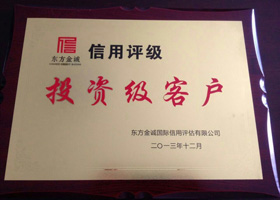 信用评级
东方金诚
投资级客户
东方金诚国际信用评估有限公司
二〇一三年十二月